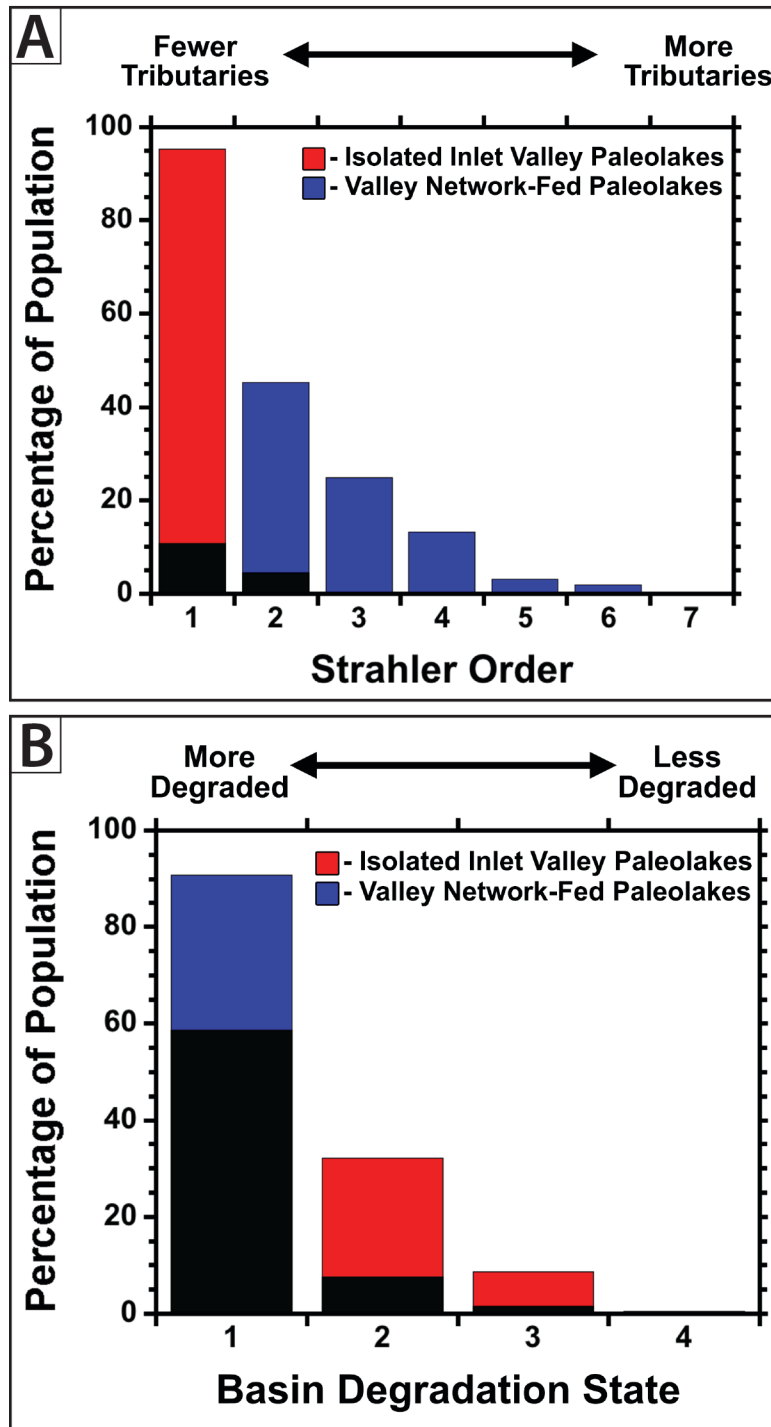 A
Fewer Tributaries
More Tributaries
100
80
60
40
20
0
Percentage of Population
- Isolated Inlet Valley Paleolakes
- Valley Network-Fed Paleolakes
1 2 3 4 5 6 7
Strahler Order
B
More Degraded
Less Degraded
100
80
60
40
20
0
Percentage of Population
- Isolated Inlet Valley Paleolakes
- Valley Network-Fed Paleolakes
1 2 3 4
Basin Degradation State